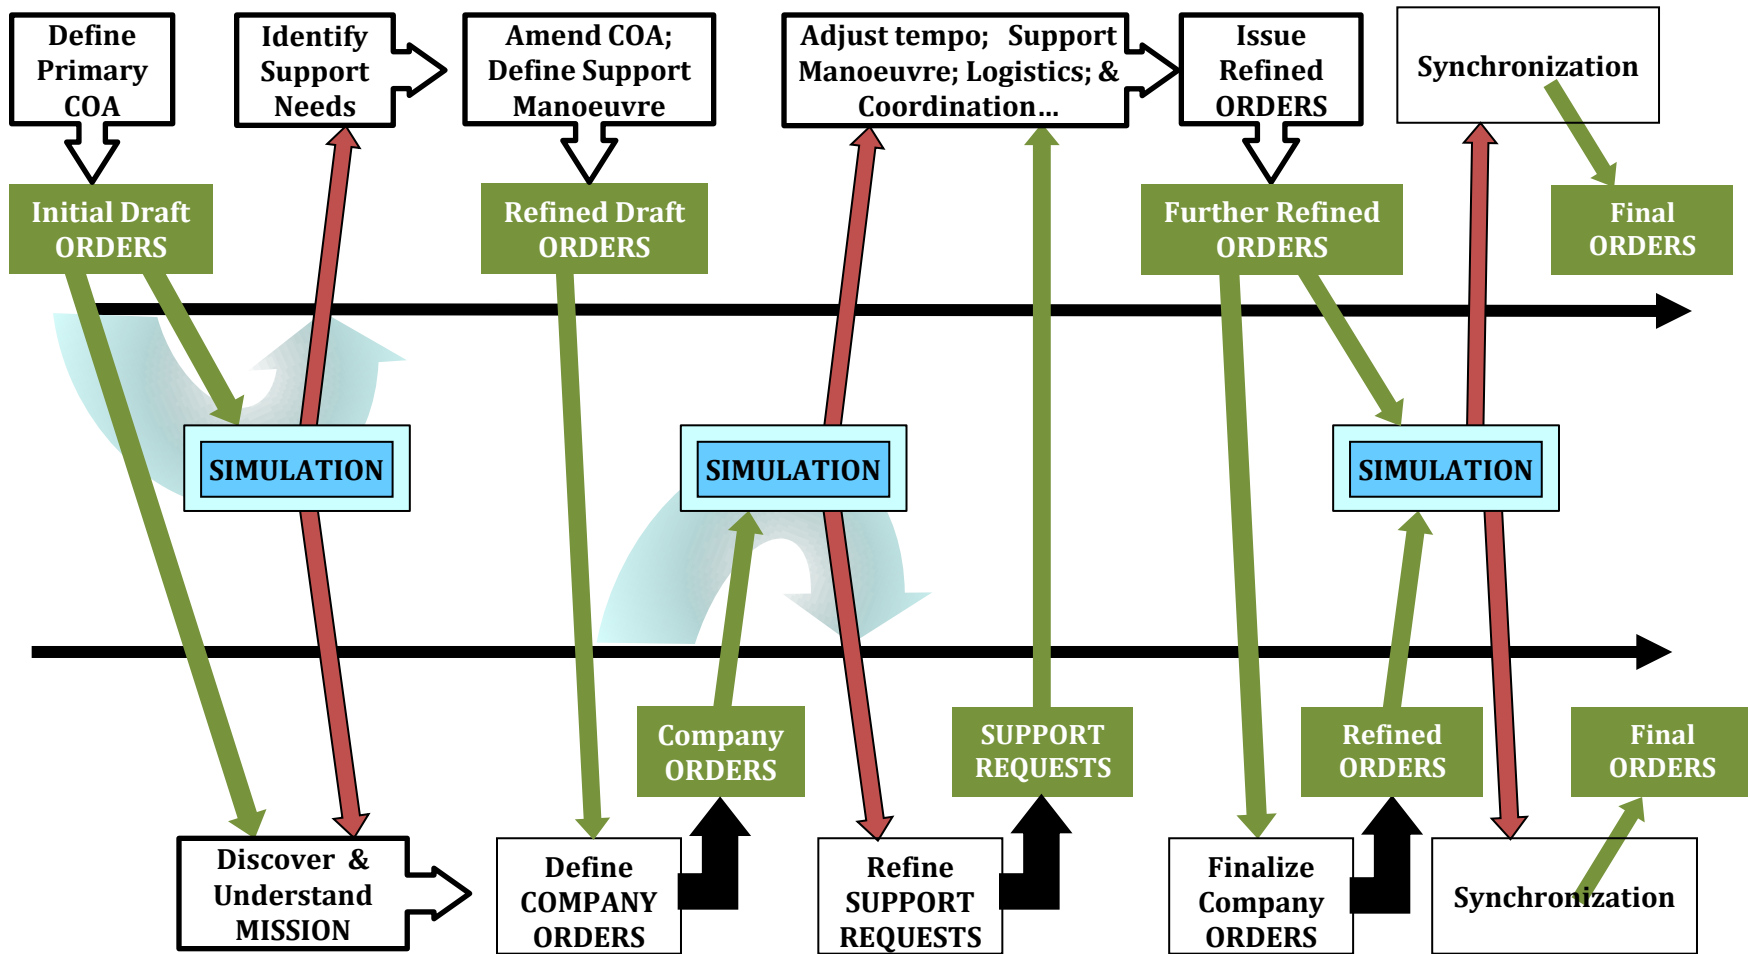 Define
Primary
COA
Identify
Support
Needs
Amend COA;
Define Support
Manoeuvre
Adjust tempo; Support
Manoeuvre; Logistics; &
Coordination…
Issue
Refined
ORDERS
Synchronization
Initial Draft
ORDERS
Refined Draft
ORDERS
Further Refined
ORDERS
Final
ORDERS
SIMULATION
SIMULATION
SIMULATION
Company
ORDERS
SUPPORT
REQUESTS
Refined
ORDERS
Final
ORDERS
Discover &
Understand
MISSION
Define
COMPANY
ORDERS
Refine
SUPPORT
REQUESTS
Finalize
Company
ORDERS
Synchronization